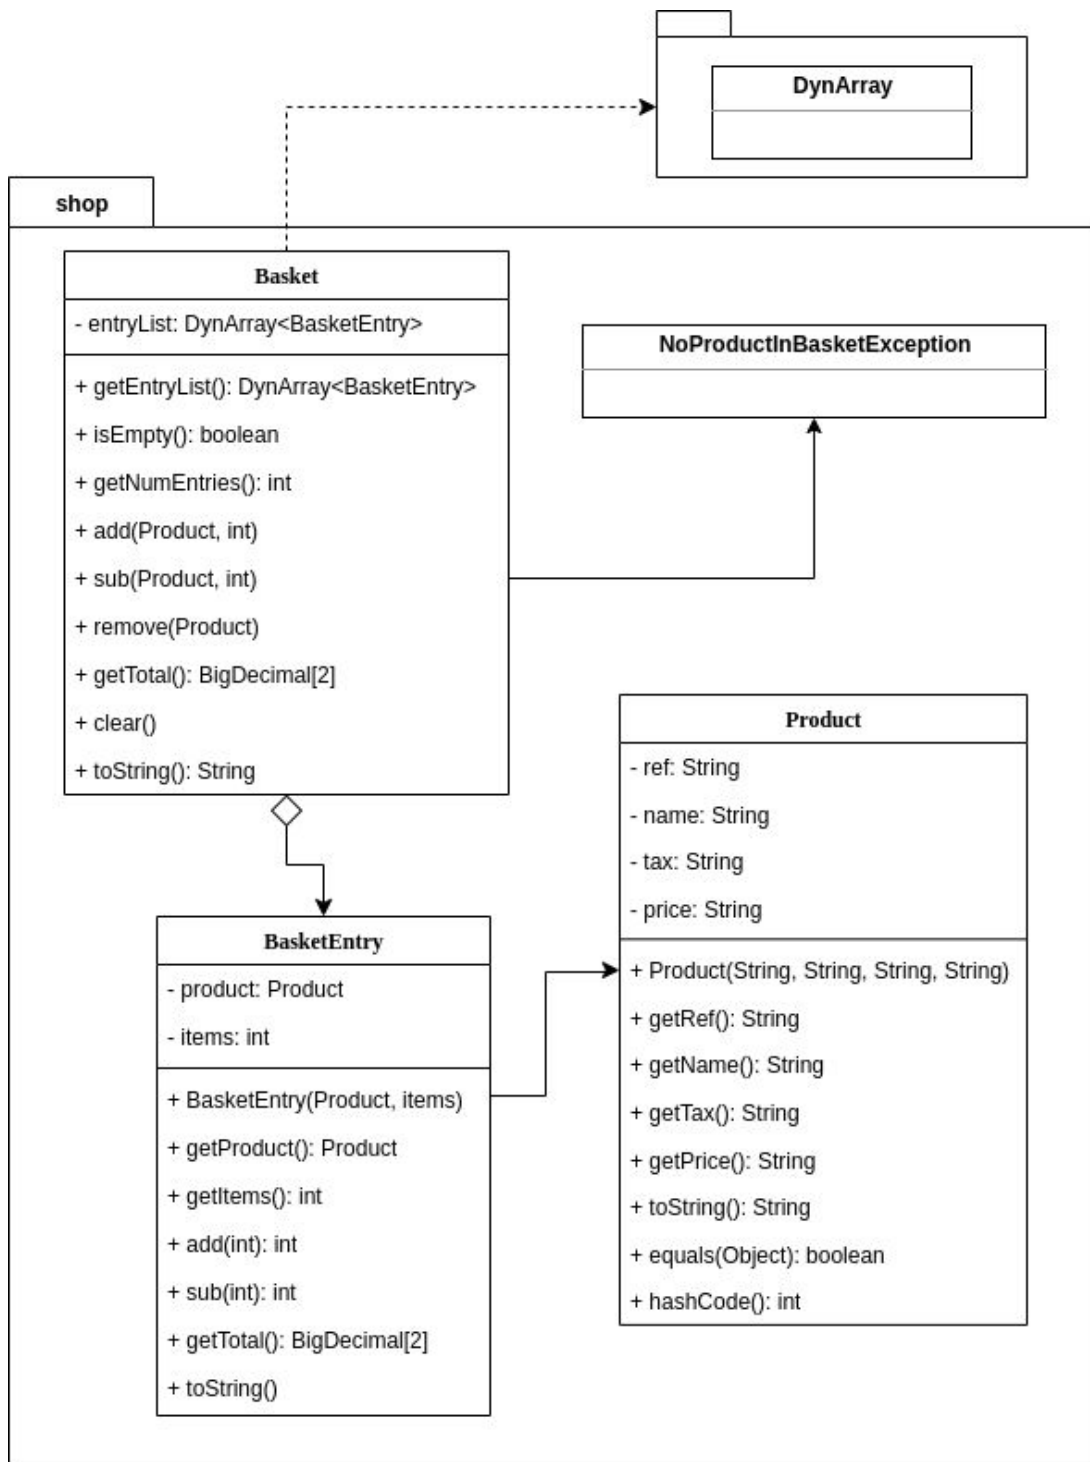 DynArray
shop
Basket
- entryList: DynArray<BasketEntry>
+ getEntryList(): DynArray<BasketEntry>
+ isEmpty(): boolean
+ getNumEntries(): int
+ add(Product, int)
+ sub(Product, int)
+ remove(Product)
+ getTotal(): BigDecimal[2]
+ clear()
+ toString(): String
NoProductInBasketException
BasketEntry
- product: Product
- items: int
+ BasketEntry(Product, items)
+ getProduct(): Product
+ getItems(): int
+ add(int): int
+ sub(int): int
+ getTotal(): BigDecimal[2]
+ toString()
Product
- ref: String
- name: String
- tax: String
- price: String
+ Product(String, String, String, String)
+ getRef(): String
+ getName(): String
+ getTax(): String
+ getPrice(): String
+ toString(): String
+ equals(Object): boolean
+ hashCode(): int